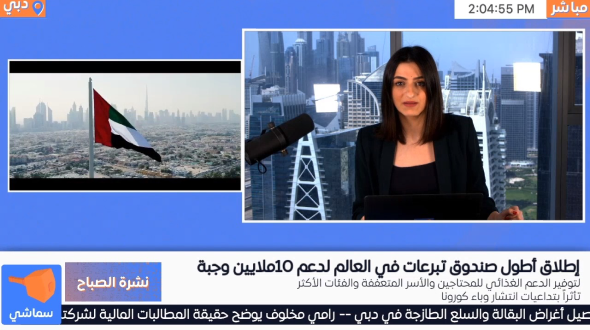 دبي
2:04:55 PM
مباشر
إطلاق أطول صندوق تبرعات في العالم لدعم 10ملايين وجبة
لتوفير الدعم الغذائي للمحتاجين والأسر المتعففة والفئات الأكثر
تأثراً بتداعيات انتشار وباء كورونا
نشرة الصباح
سماشي
صيل أغراض البقالة والسلع الطازجة في دبي -- رامي مخلوف يوضح حقيقة المطالبات المالية لشركت